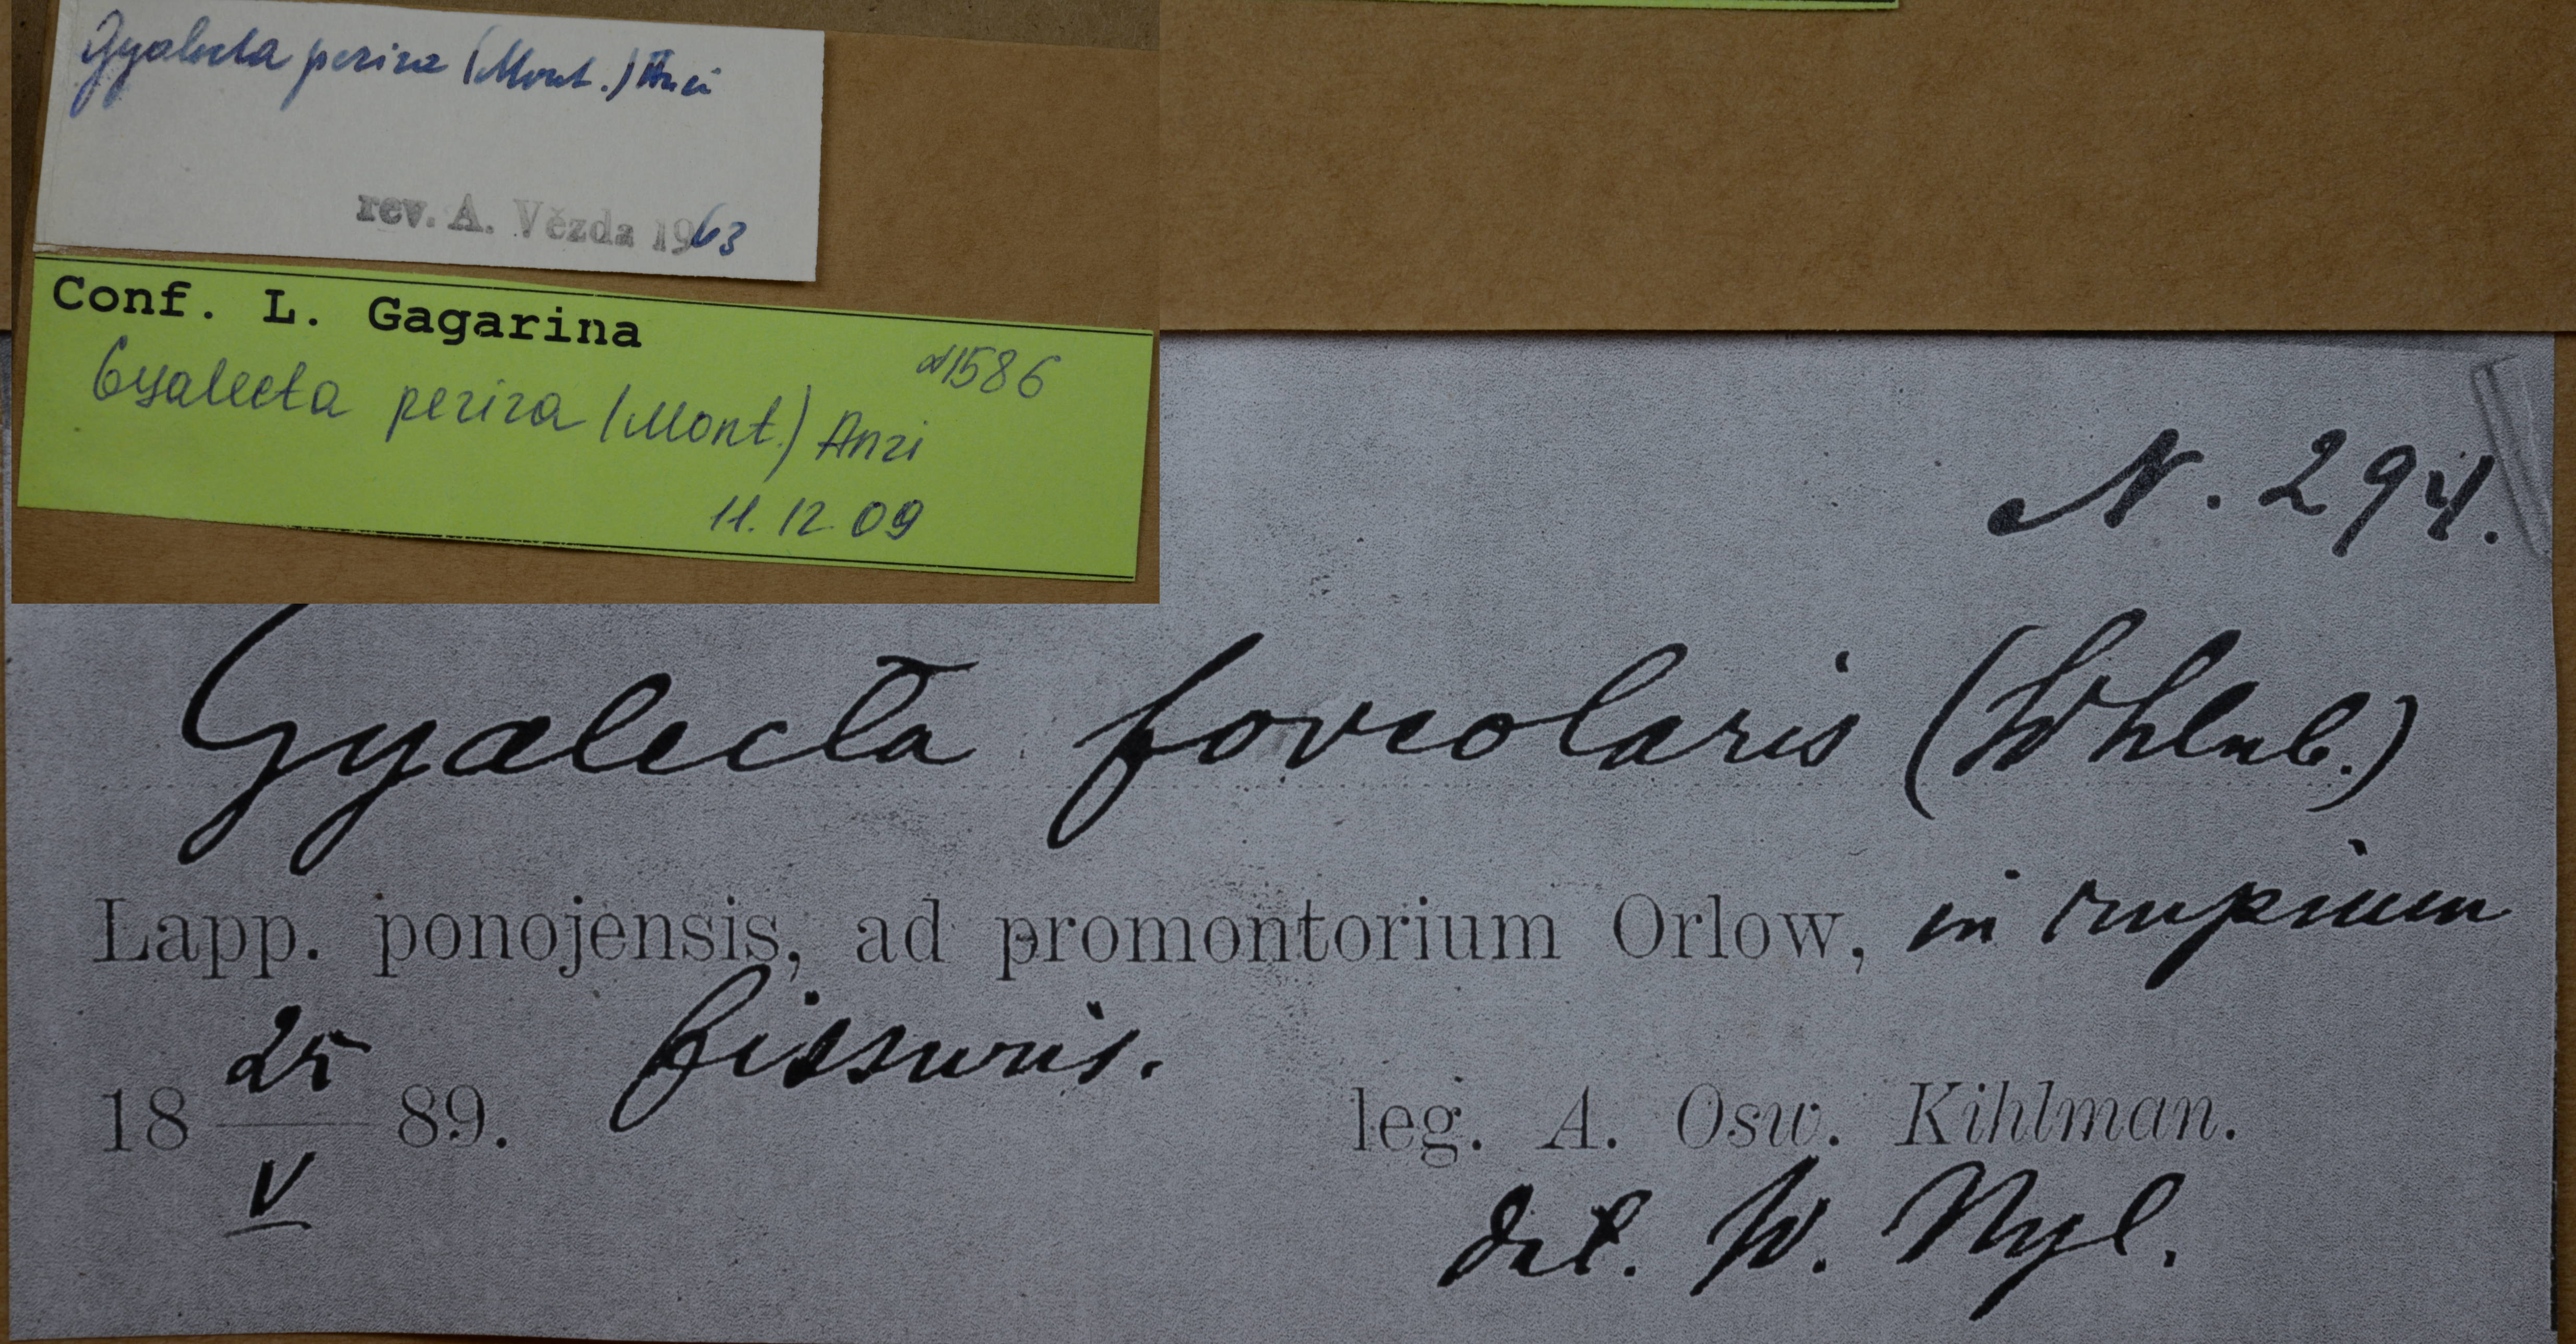 Gyalecta peziza (Mont.) Anzi
rev. A. Vězda 1963
Conf. L. Gagarina
№1586
Gyalecta peziza (Mont.) Anzi
11.12.09
N. 294.
Gyalecta foveolaris (Whlnb.)
Lapp. ponojensis, ad promontorium Orlow, in rupium
fissuris.
18 25/V 89.
leg. A. Osw. Kihlman.
det. W. Nyl.